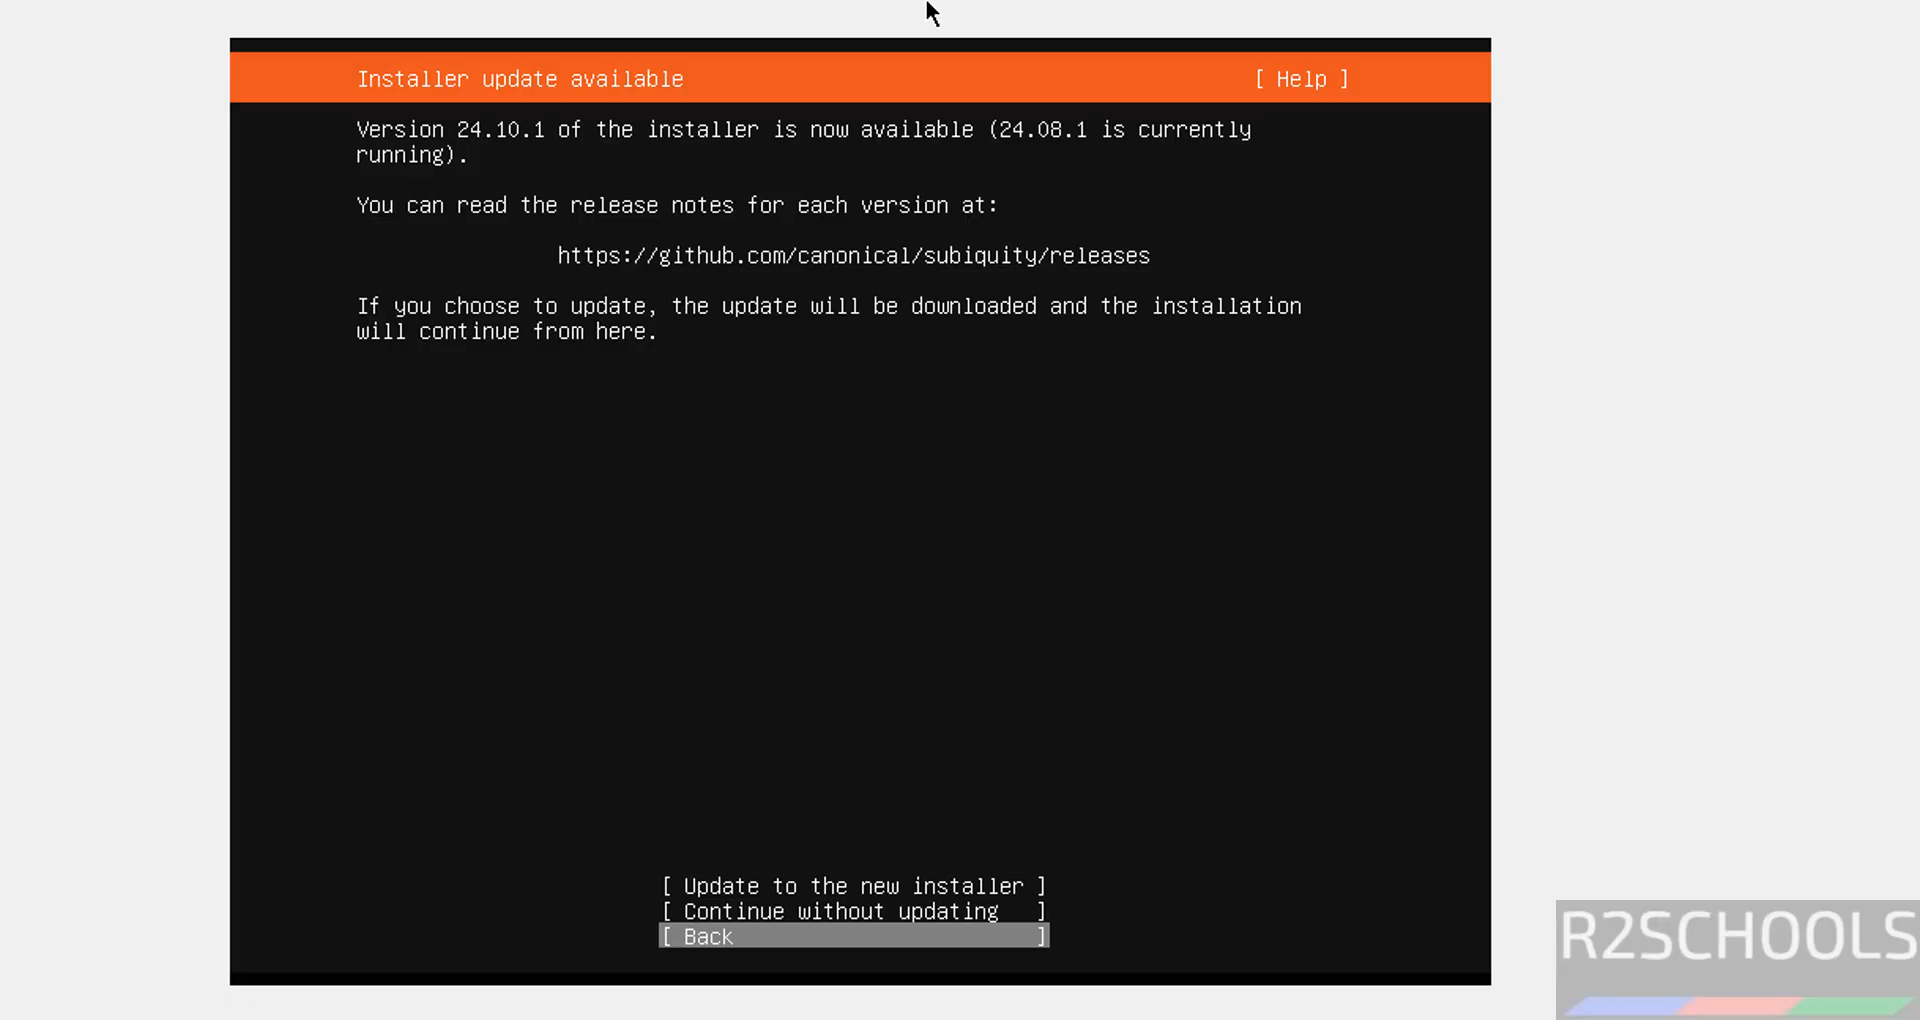 Installer update available [ Help ]
Version 24.10.1 of the installer is now available (24.08.1 is currently
running).
You can read the release notes for each version at:
https://github.com/canonical/subiquity/releases
If you choose to update, the update will be downloaded and the installation
will continue from here.
[ Update to the new installer ]
[ Continue without updating ]
[ Back ]
R2SCHOOLS